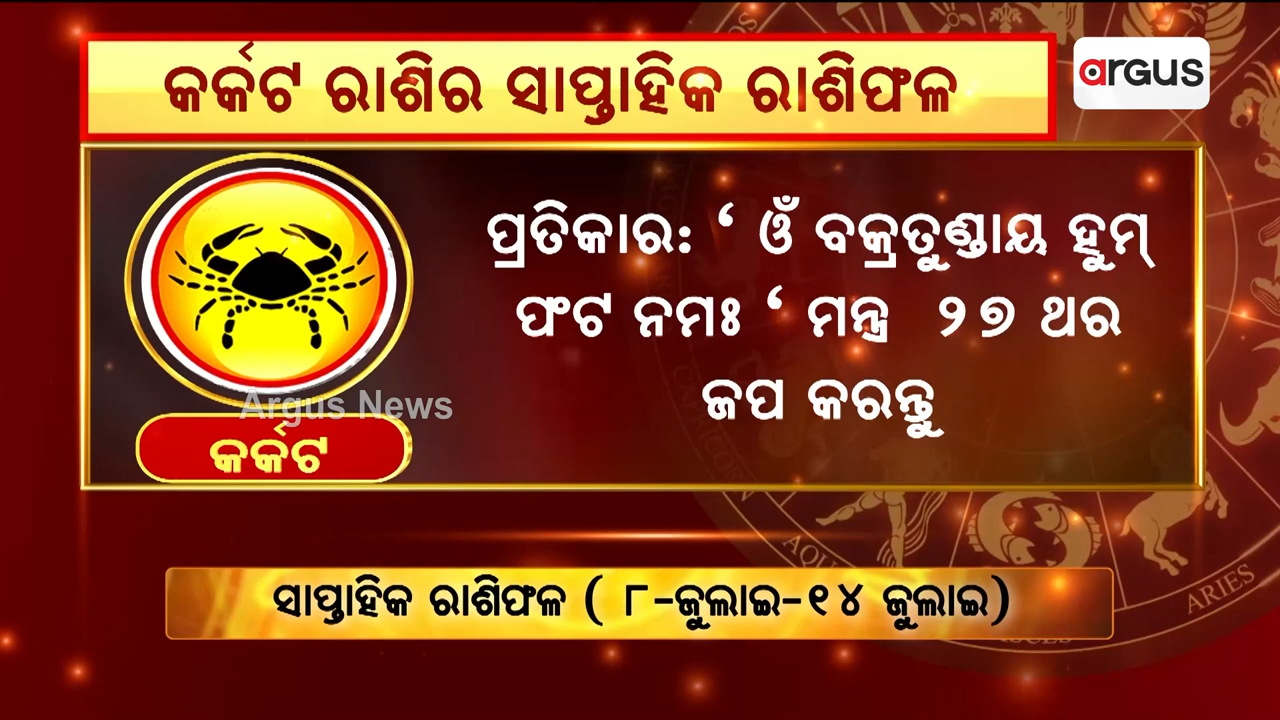 କର୍କଟ ରାଶିର ସାପ୍ତାହିକ ରାଶିଫଳ
argus
ପ୍ରତିକାର: ‘ ଓଁ ବକ୍ରତୁଣ୍ଡାୟ ହୁମ୍
ଫଟ ନମଃ ‘ ମନ୍ତ୍ର ୨୭ ଥର
ଜପ କରନ୍ତୁ
Argus News
କର୍କଟ
ସାପ୍ତାହିକ ରାଶିଫଳ ( ୮-ଜୁଲାଇ-୧୪ ଜୁଲାଇ)
ARIES